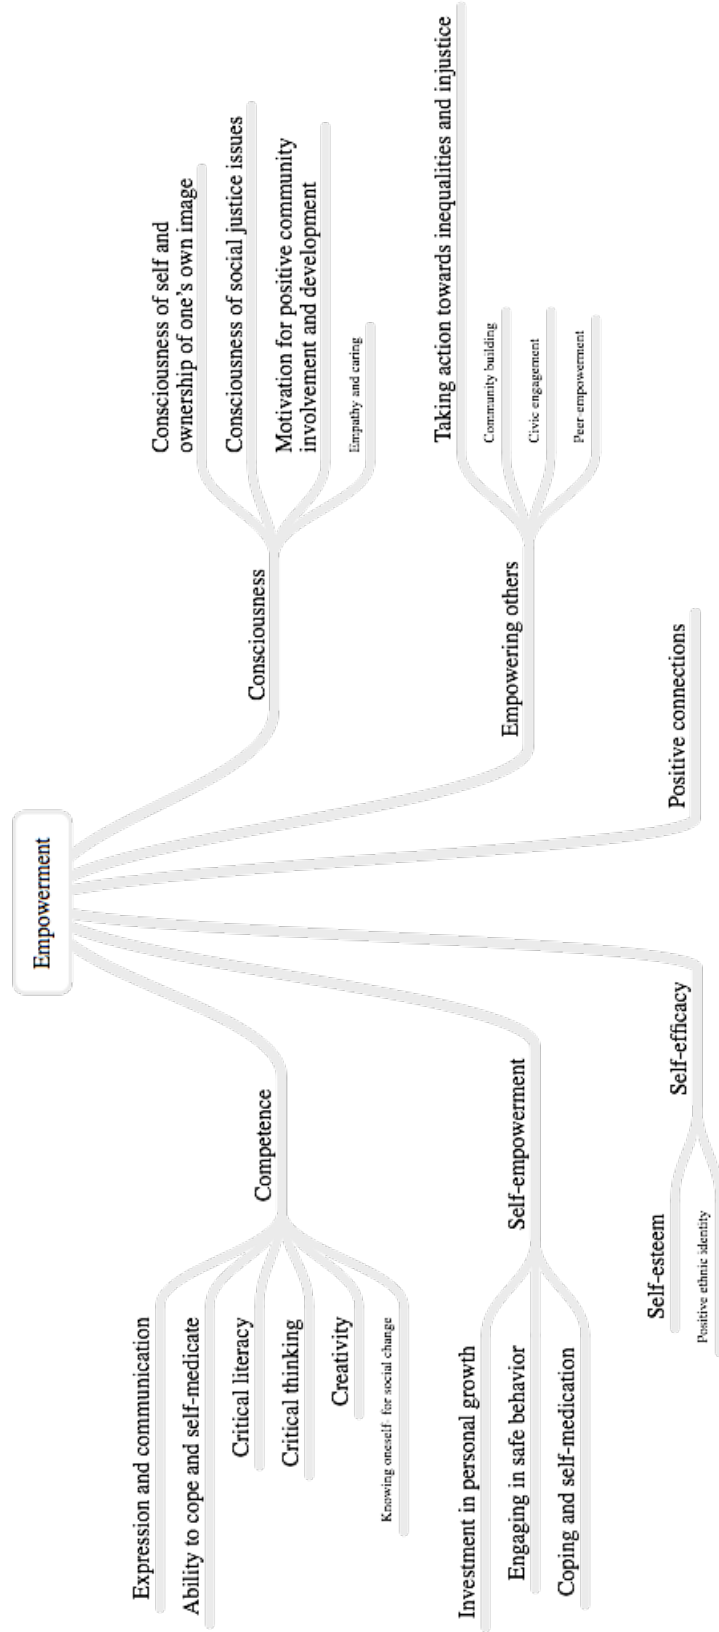 Empowerment
Competence
Expression and communication
Ability to cope and self-medicate
Critical literacy
Critical thinking
Creativity
Knowing oneself- for social change
Self-empowerment
Investment in personal growth
Engaging in safe behavior
Coping and self-medication
Self-efficacy
Self-esteem
Positive ethnic identity
Consciousness
Consciousness of self and
ownership of one’s own image
Consciousness of social justice issues
Motivation for positive community
involvement and development
Empathy and caring
Empowering others
Taking action towards inequalities and injustice
Community building
Civic engagement
Peer-empowerment
Positive connections